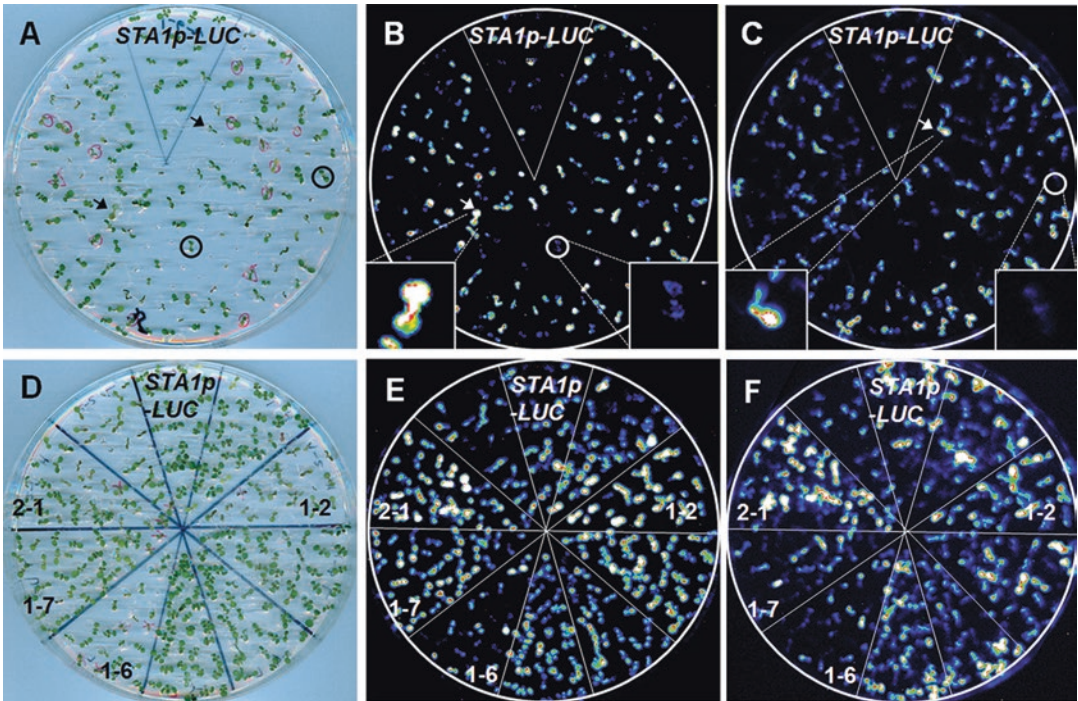 A
STA1p-LUC
B
STA1p-LUC
C
STA1p-LUC
D
STA1p
-LUC
2-1
1-2
1-7
1-6
E
STA1p
-LUC
2-1
1-2
1-7
1-6
F
STA1p
-LUC
2-1
1-2
1-7
1-6